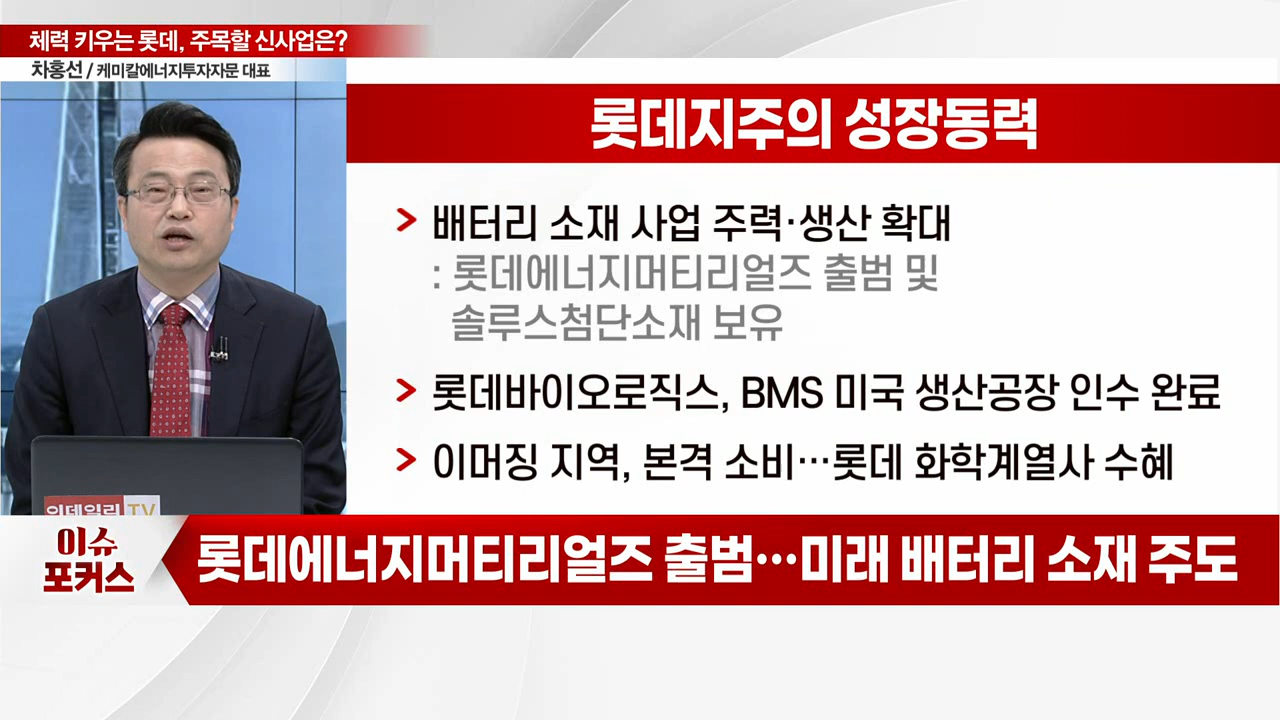 체력 키우는 롯데, 주목할 신사업은?
차홍선 / 케미칼에너지투자자문 대표
롯데지주의 성장동력
> 배터리 소재 사업 주력·생산 확대
: 롯데에너지머티리얼즈 출범 및
솔루스첨단소재 보유
> 롯데바이오로직스, BMS 미국 생산공장 인수 완료
> 이머징 지역, 본격 소비…롯데 화학계열사 수혜
이데일리 TV
이슈
포커스
롯데에너지머티리얼즈 출범…미래 배터리 소재 주도